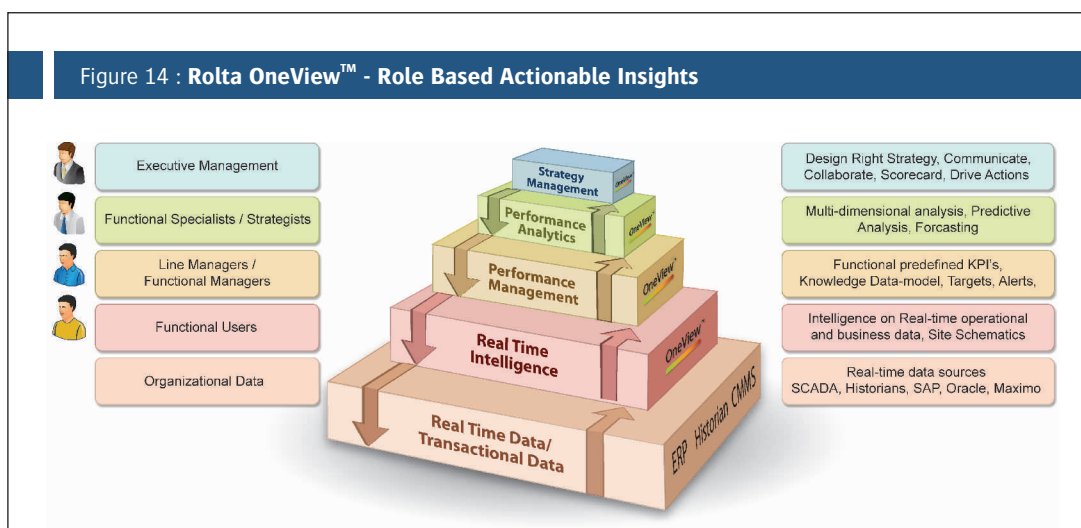 Figure 14 : Rolta OneView™ - Role Based Actionable Insights
Executive Management
Functional Specialists / Strategists
Line Managers /
Functional Managers
Functional Users
Organizational Data
Strategy
Management
OneView™
Performance
Analytics
OneView™
Performance
Management
OneView™
Real Time
Intelligence
OneView™
Real Time Data/
Transactional Data
ERP Historian CMMS
Design Right Strategy, Communicate,
Collaborate, Scorecard, Drive Actions
Multi-dimensional analysis, Predictive
Analysis, Forcasting
Functional predefined KPI's,
Knowledge Data-model, Targets, Alerts,
Intelligence on Real-time operational
and business data, Site Schematics
Real-time data sources
SCADA, Historians, SAP, Oracle, Maximo